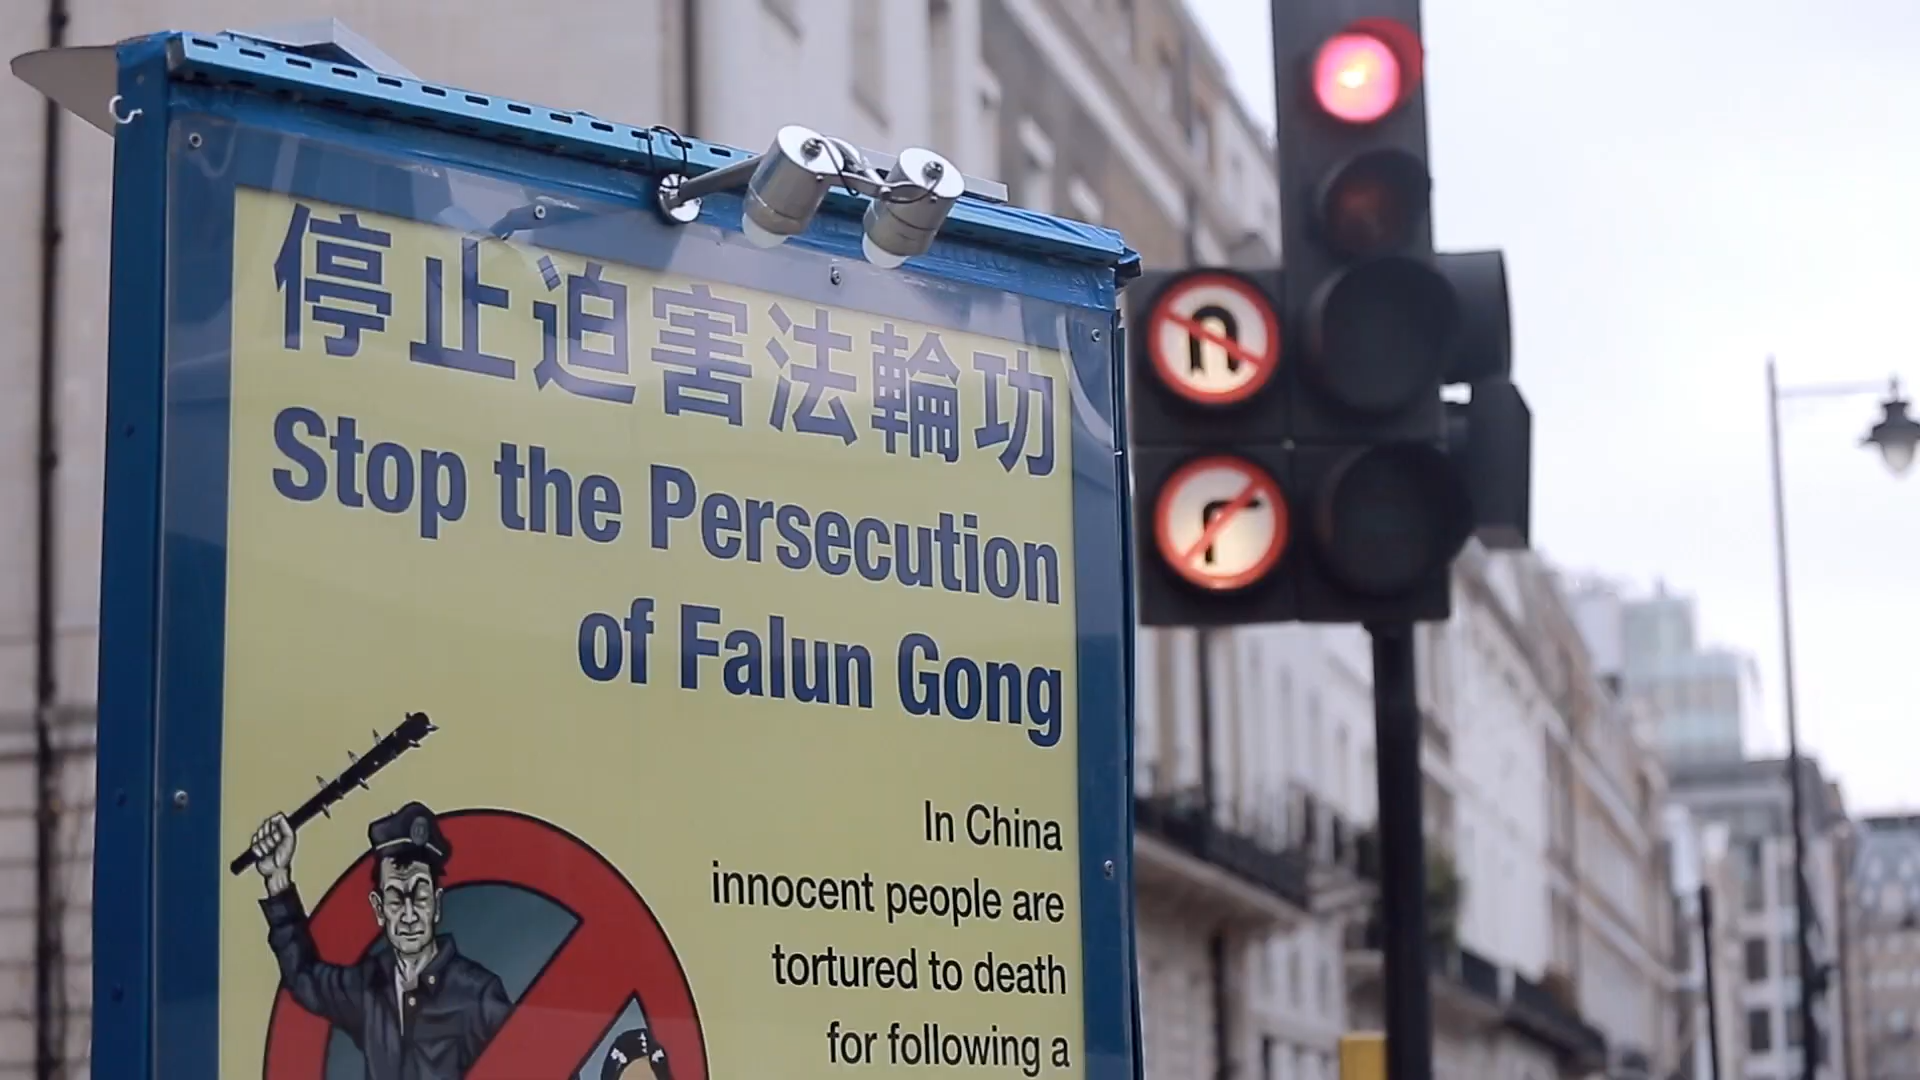 停止迫害法輪功
Stop the Persecution
of Falun Gong
In China
innocent people are
tortured to death
for following a